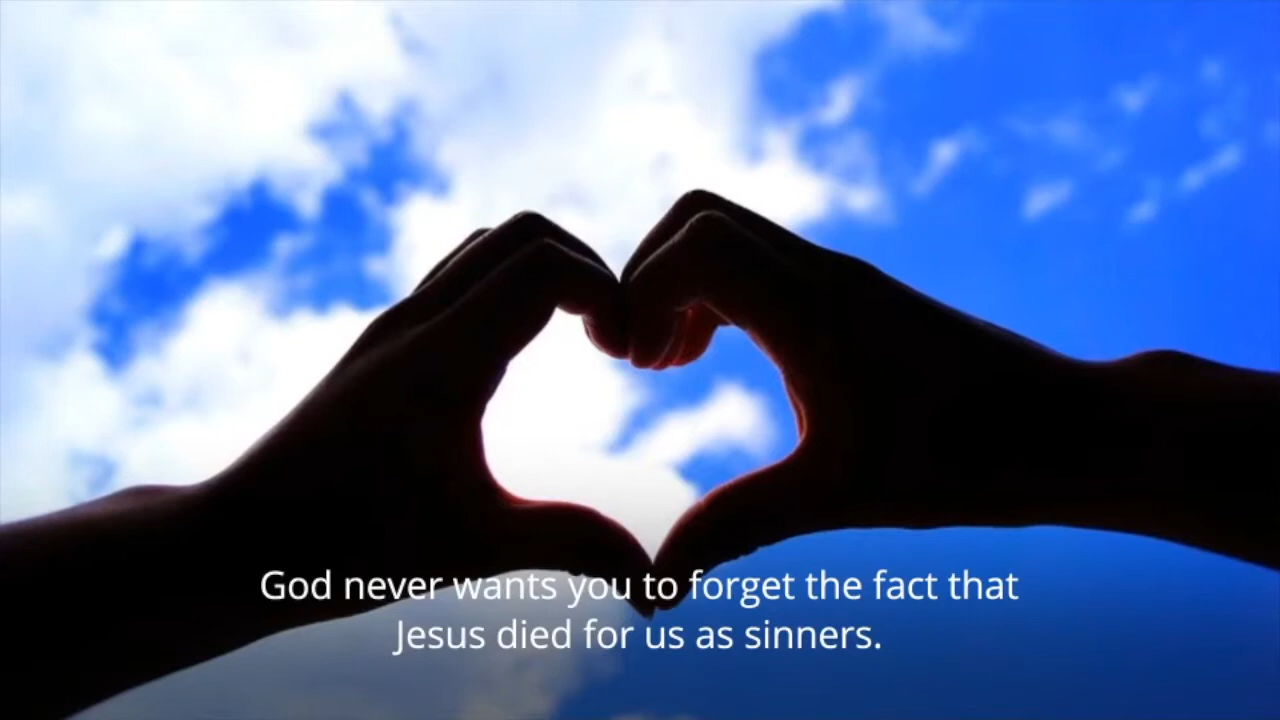 God never wants you to forget the fact that
Jesus died for us as sinners.